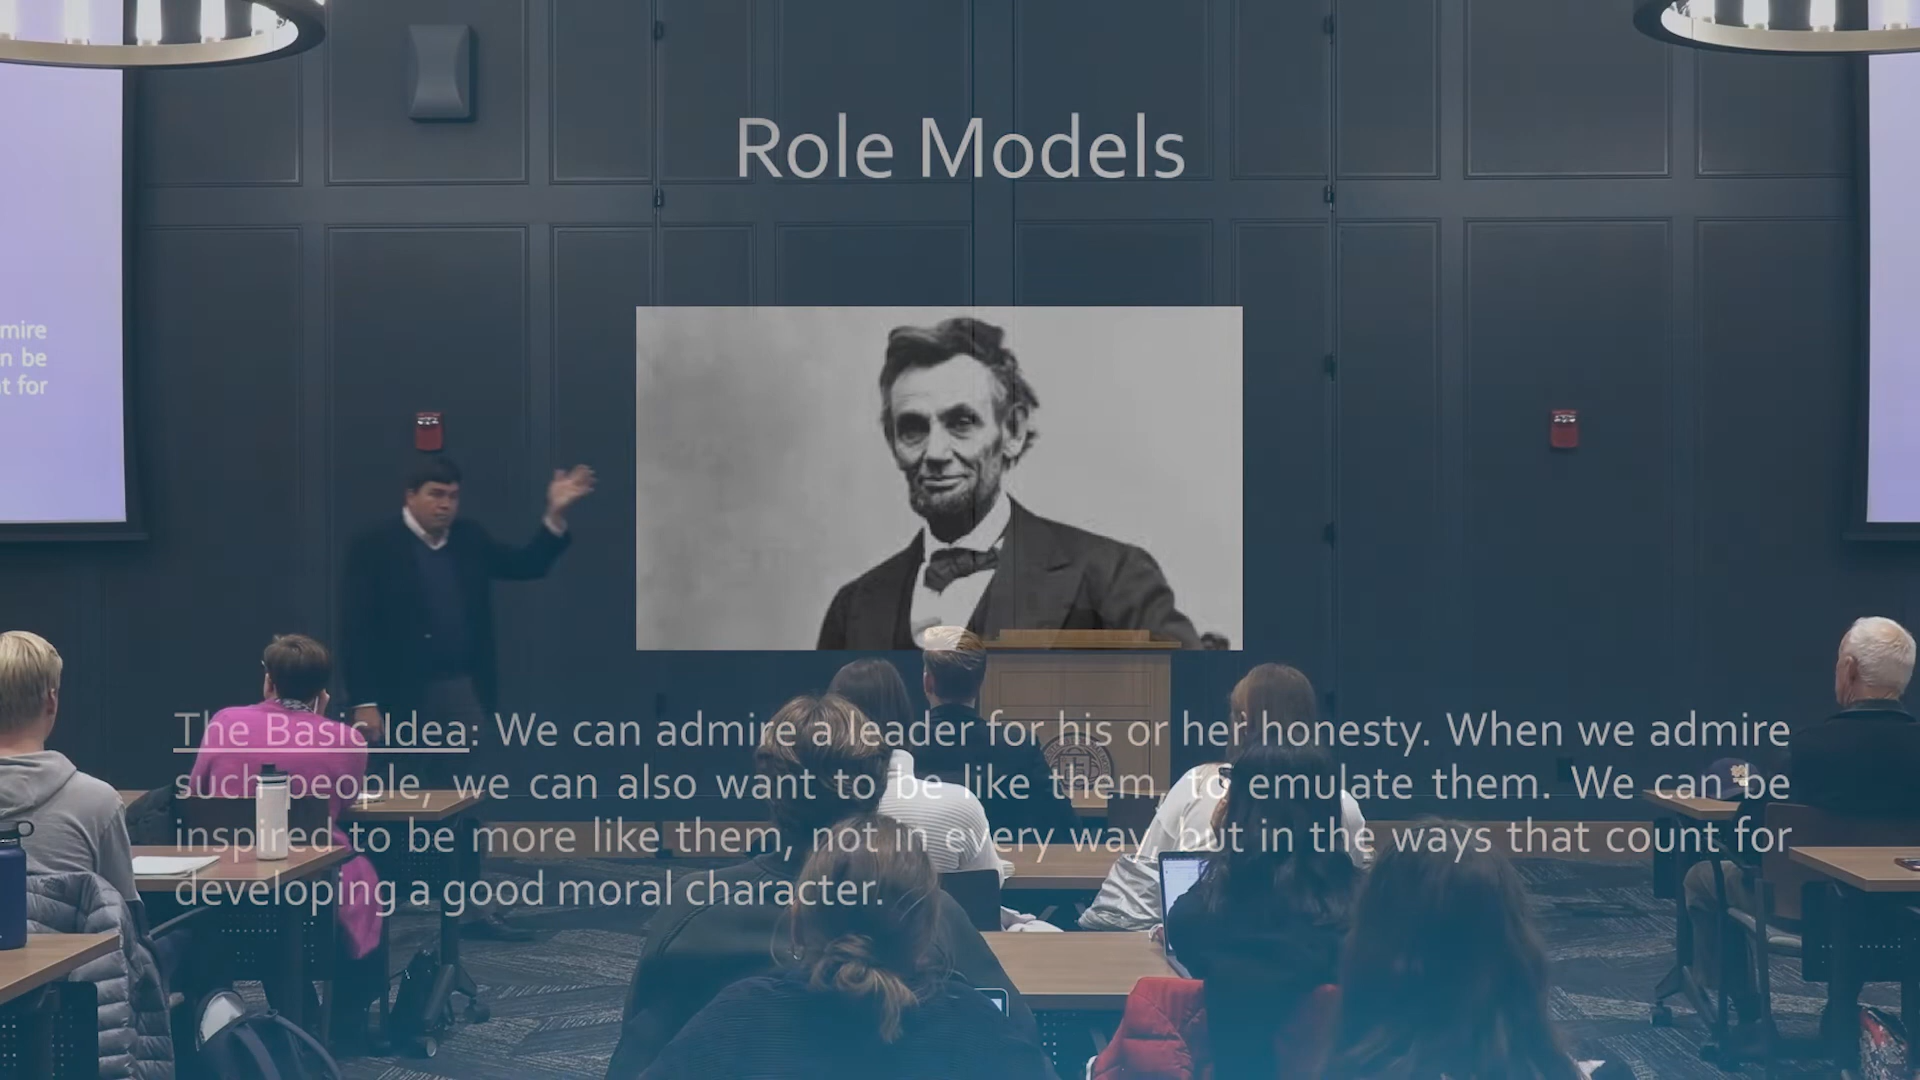 Role Models
mire
n be
t for
The Basic Idea: We can admire a leader for his or her honesty. When we admire
such people, we can also want to be like them, to emulate them. We can be
inspired to be more like them, not in every way, but in the ways that count for
developing a good moral character.